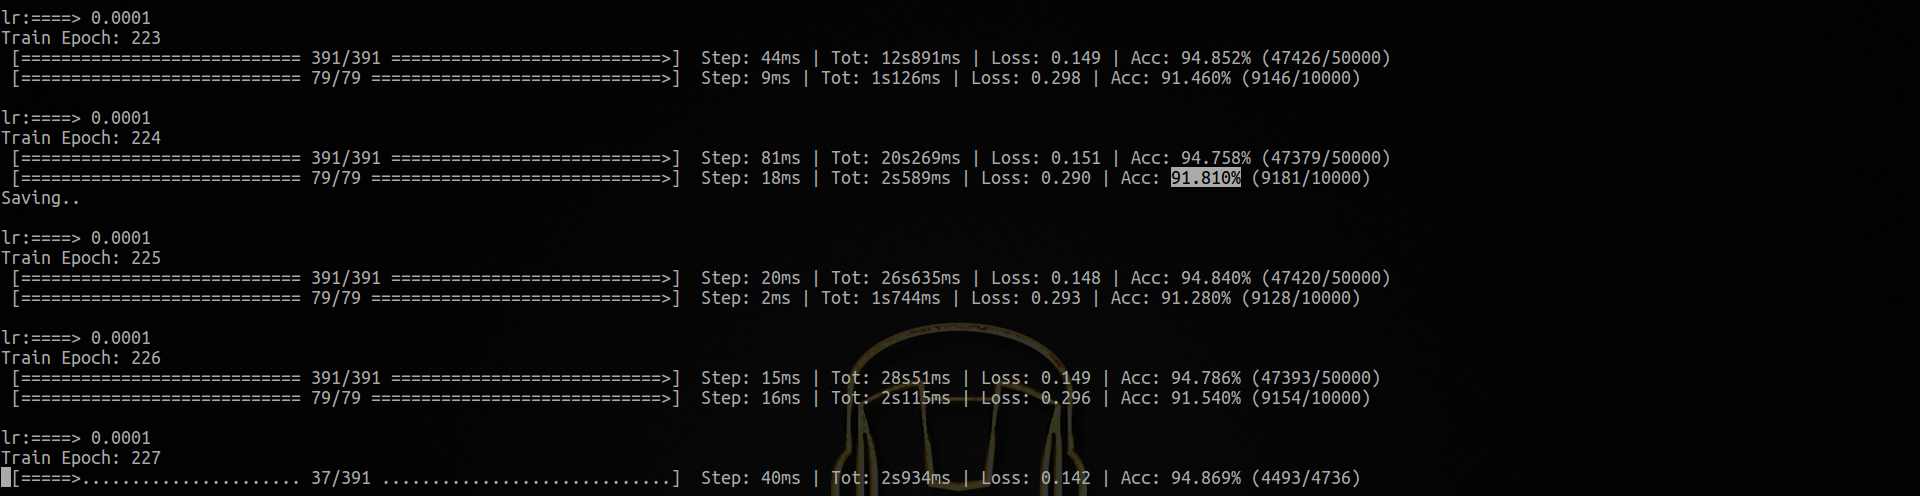 lr:====> 0.0001
Train Epoch: 223
[============================ 391/391 ===========================>]  Step: 44ms | Tot: 12s891ms | Loss: 0.149 | Acc: 94.852% (47426/50000)
[============================ 79/79 =============================>]  Step: 9ms | Tot: 1s126ms | Loss: 0.298 | Acc: 91.460% (9146/10000)
lr:====> 0.0001
Train Epoch: 224
[============================ 391/391 ===========================>]  Step: 81ms | Tot: 20s269ms | Loss: 0.151 | Acc: 94.758% (47379/50000)
[============================ 79/79 =============================>]  Step: 18ms | Tot: 2s589ms | Loss: 0.290 | Acc: 91.810% (9181/10000)
Saving..
lr:====> 0.0001
Train Epoch: 225
[============================ 391/391 ===========================>]  Step: 20ms | Tot: 26s635ms | Loss: 0.148 | Acc: 94.840% (47420/50000)
[============================ 79/79 =============================>]  Step: 2ms | Tot: 1s744ms | Loss: 0.293 | Acc: 91.280% (9128/10000)
lr:====> 0.0001
Train Epoch: 226
[============================ 391/391 ===========================>]  Step: 15ms | Tot: 28s51ms | Loss: 0.149 | Acc: 94.786% (47393/50000)
[============================ 79/79 =============================>]  Step: 16ms | Tot: 2s115ms | Loss: 0.296 | Acc: 91.540% (9154/10000)
lr:====> 0.0001
Train Epoch: 227
[=====>...................... 37/391 .............................]  Step: 40ms | Tot: 2s934ms | Loss: 0.142 | Acc: 94.869% (4493/4736)